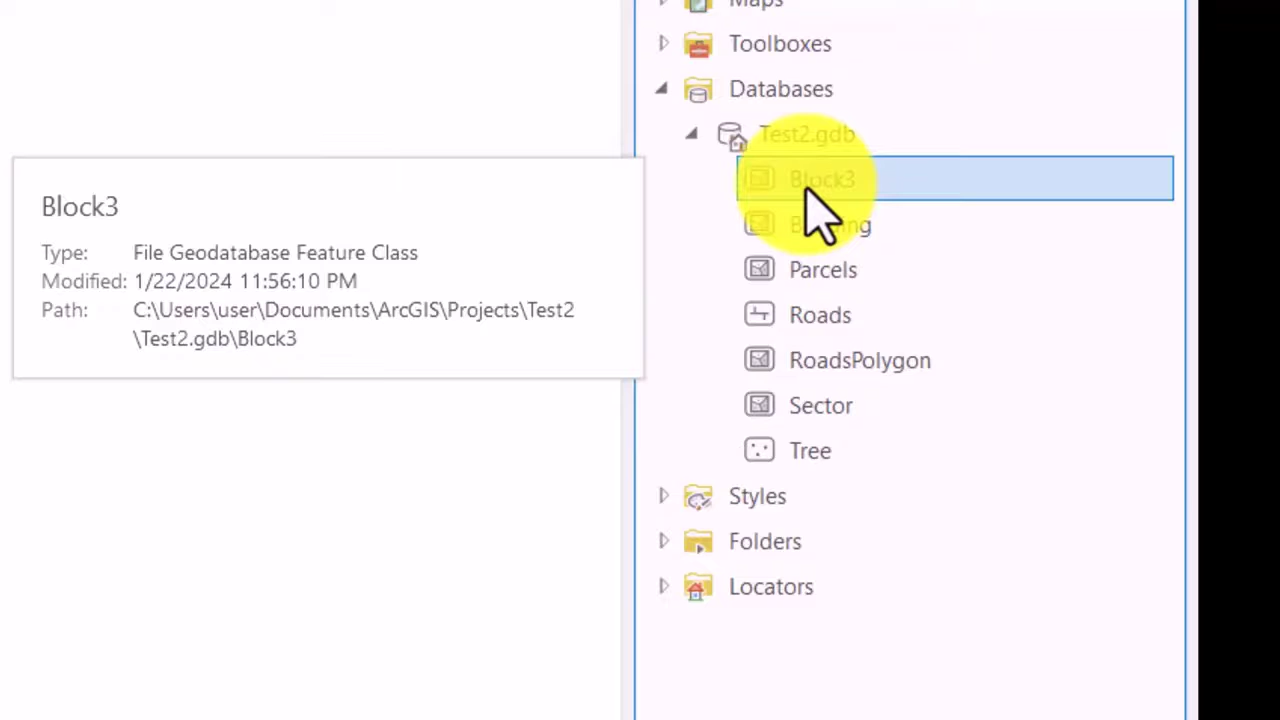 Maps
Toolboxes
Databases
Test2.gdb
Block3
Parcels
Roads
RoadsPolygon
Sector
Tree
Styles
Folders
Locators
Block3
Type: File Geodatabase Feature Class
Modified: 1/22/2024 11:56:10 PM
Path: C:\Users\user\Documents\ArcGIS\Projects\Test2
\Test2.gdb\Block3